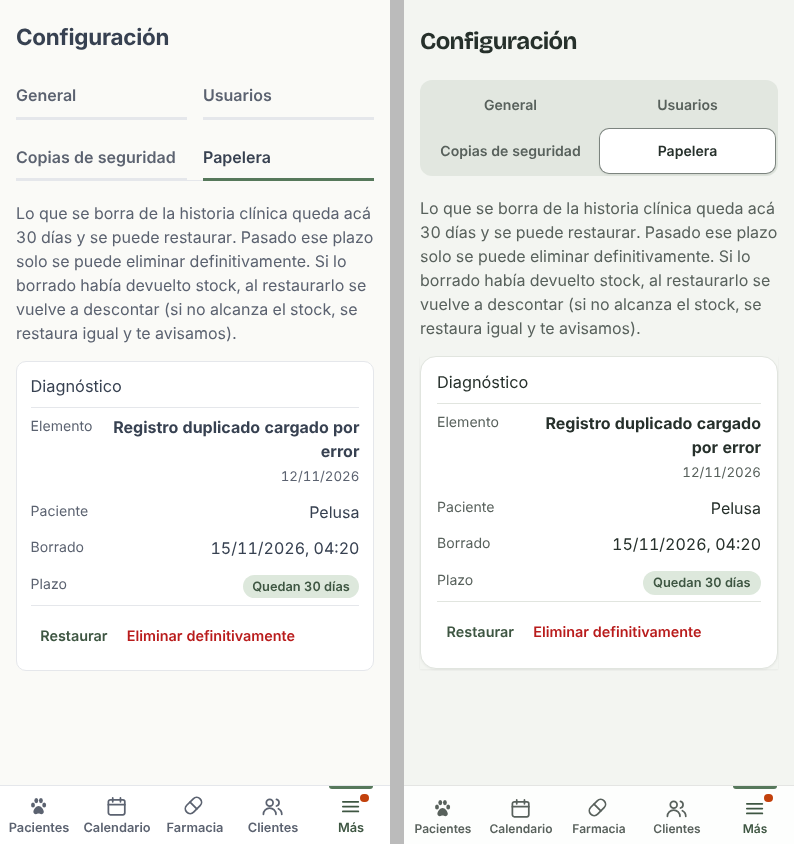 Configuración
General
Usuarios
Copias de seguridad
Papelera
Lo que se borra de la historia clínica queda acá
30 días y se puede restaurar. Pasado ese plazo
solo se puede eliminar definitivamente. Si lo
borrado había devuelto stock, al restaurarlo se
vuelve a descontar (si no alcanza el stock, se
restaura igual y te avisamos).
Diagnóstico
Elemento
Registro duplicado cargado por
error
12/11/2026
Paciente
Pelusa
Borrado
15/11/2026, 04:20
Plazo
Quedan 30 días
Restaurar
Eliminar definitivamente
Pacientes
Calendario
Farmacia
Clientes
Más
Configuración
General
Usuarios
Copias de seguridad
Papelera
Lo que se borra de la historia clínica queda acá
30 días y se puede restaurar. Pasado ese plazo
solo se puede eliminar definitivamente. Si lo
borrado había devuelto stock, al restaurarlo se
vuelve a descontar (si no alcanza el stock, se
restaura igual y te avisamos).
Diagnóstico
Elemento
Registro duplicado cargado
por error
12/11/2026
Paciente
Pelusa
Borrado
15/11/2026, 04:20
Plazo
Quedan 30 días
Restaurar
Eliminar definitivamente
Pacientes
Calendario
Farmacia
Clientes
Más